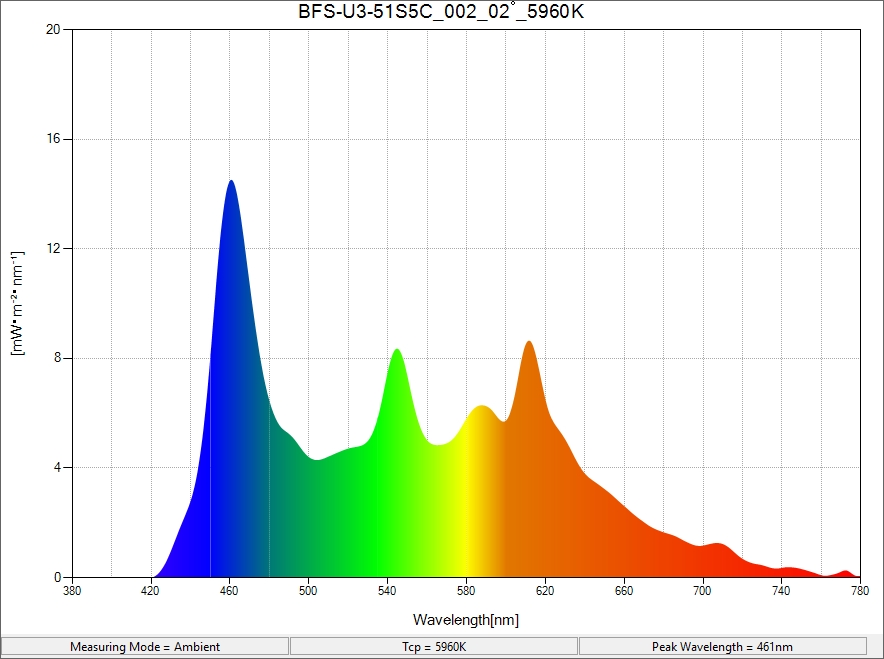 BFS-U3-51S5C_002_02°_5960K
20
16
12
8
4
0
[mW•m⁻²•nm⁻¹]
380 420 460 500 540 580 620 660 700 740 780
Wavelength[nm]
Measuring Mode = Ambient Tcp = 5960K Peak Wavelength = 461nm